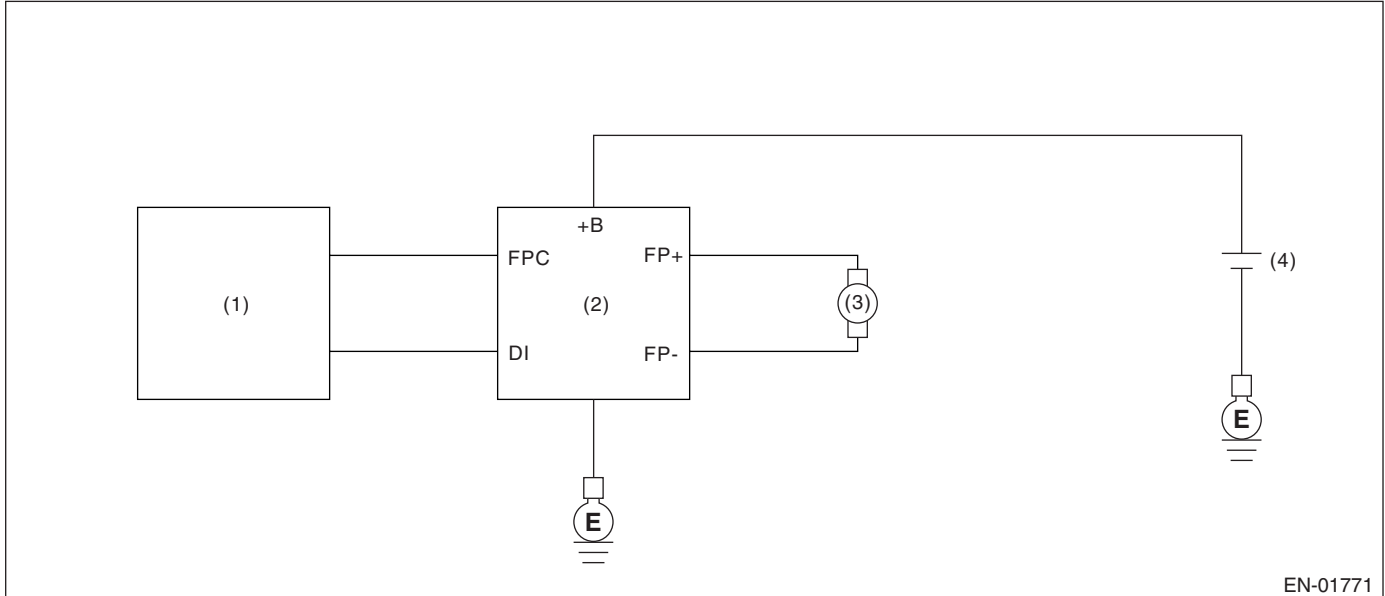 +B
FPC
FP+
(1)
(2)
(3)
(4)
DI
FP-
E
E
EN-01771